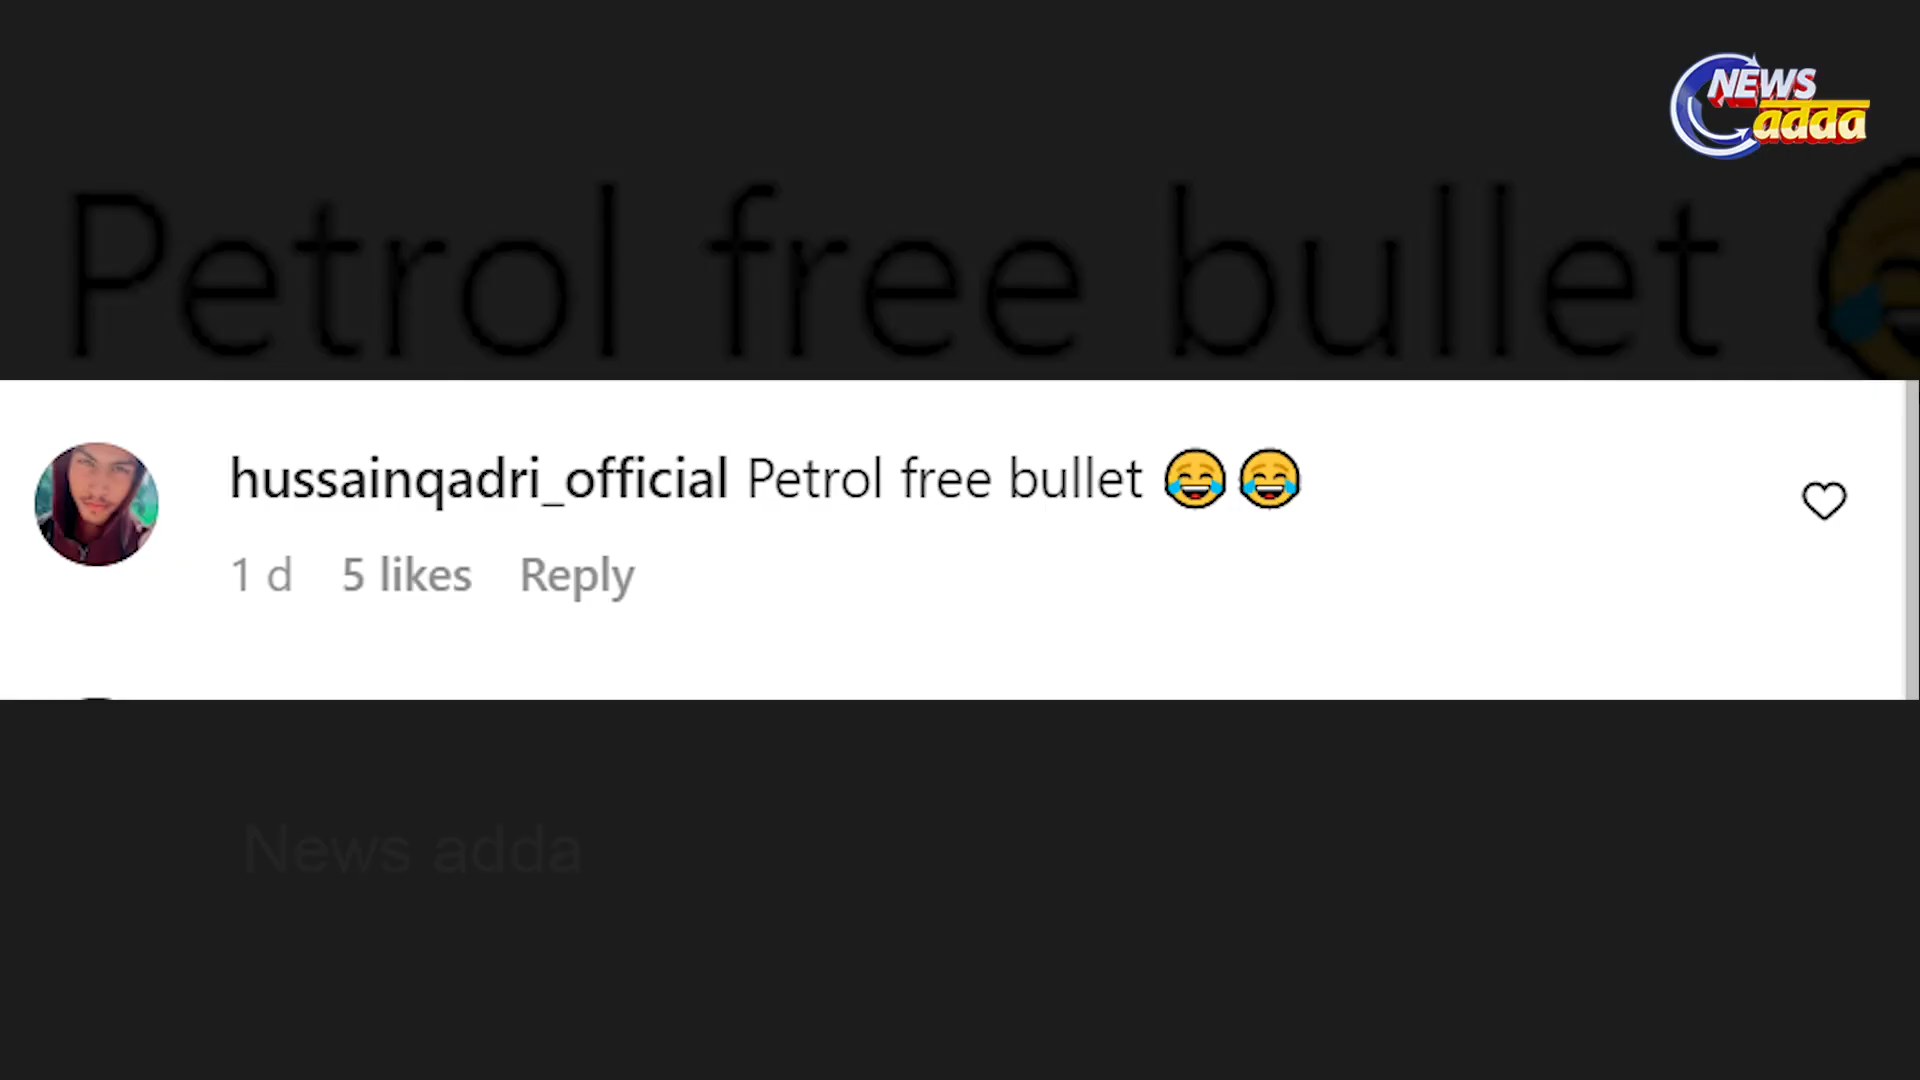 NEWS
adda
Petrol free bullet 😂
hussainqadri_official Petrol free bullet 😂😂
1 d 5 likes Reply
News adda